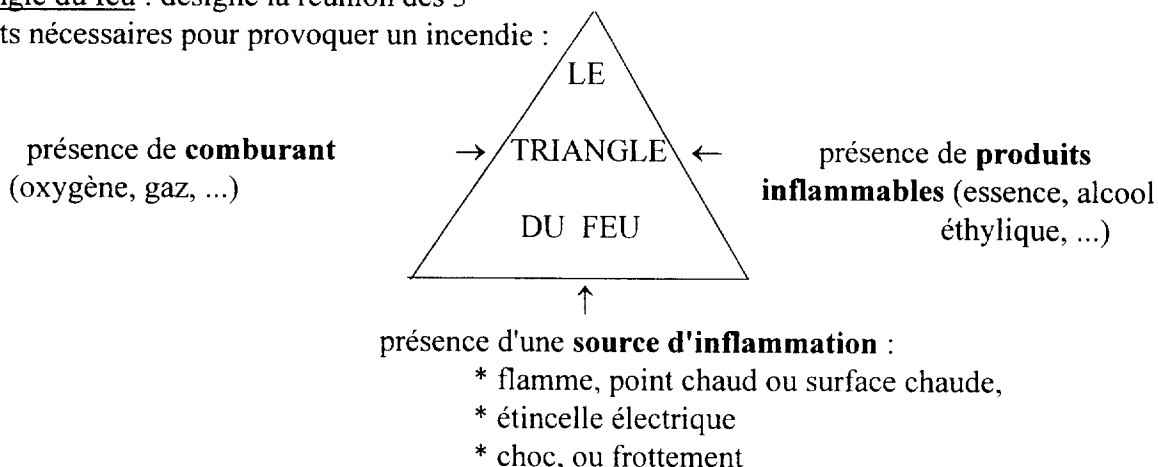 du feu : désigne la réunion des 3
nécessaires pour provoquer un incendie :
LE
TRIANGLE
DU FEU
présence de comburant →
(oxygène, gaz, ...)
← présence de produits
inflammables (essence, alcool
éthylique, ...)
↑
présence d'une source d'inflammation :
* flamme, point chaud ou surface chaude,
* étincelle électrique
* choc, ou frottement